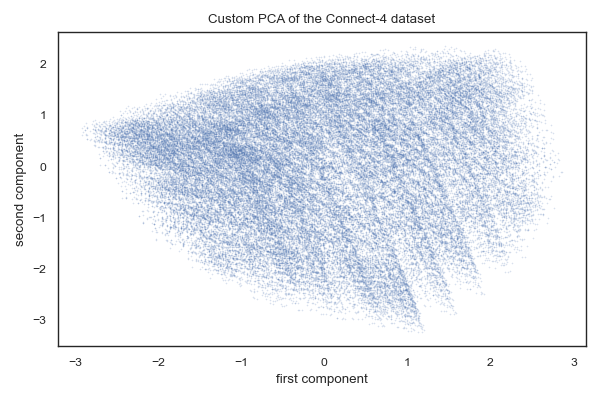 Custom PCA of the Connect-4 dataset
second component
2
1
0
−1
−2
−3
−3 −2 −1 0 1 2 3
first component